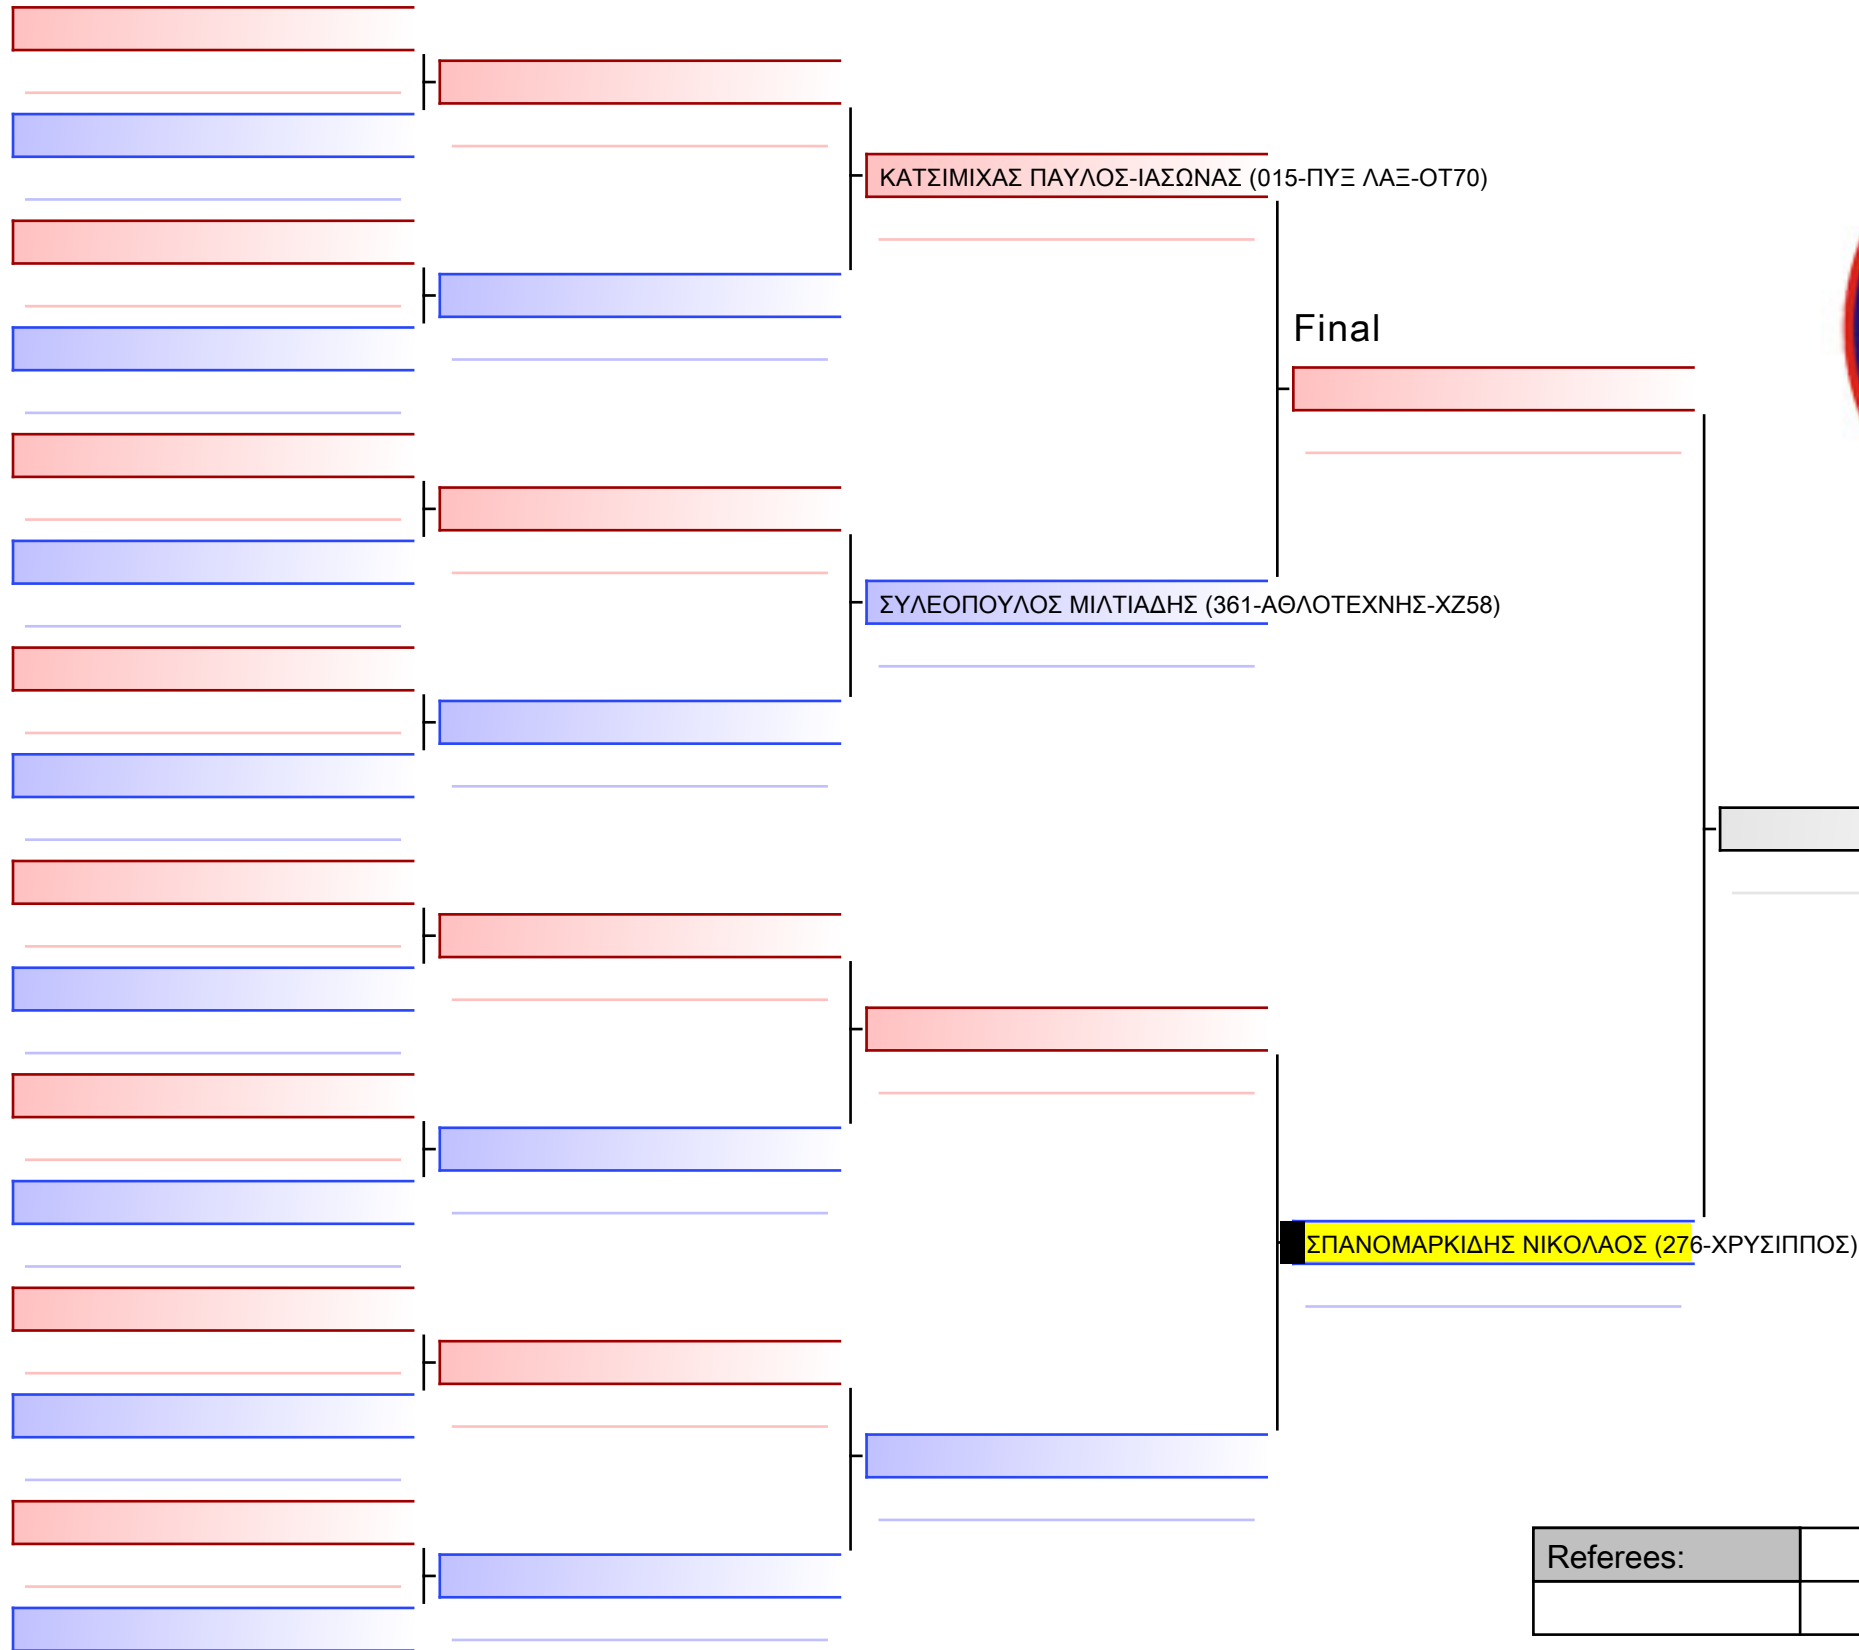 ΚΑΤΣΙΜΙΧΑΣ ΠΑΥΛΟΣ-ΙΑΣΩΝΑΣ (015-ΠΥΞ ΛΑΞ-ΟΤ70)
Final
ΣΥΛΕΟΠΟΥΛΟΣ ΜΙΛΤΙΑΔΗΣ (361-ΑΘΛΟΤΕΧΝΗΣ-ΧΖ58)
ΣΠΑΝΟΜΑΡΚΙΔΗΣ ΝΙΚΟΛΑΟΣ (276-ΧΡΥΣΙΠΠΟΣ)
Referees: